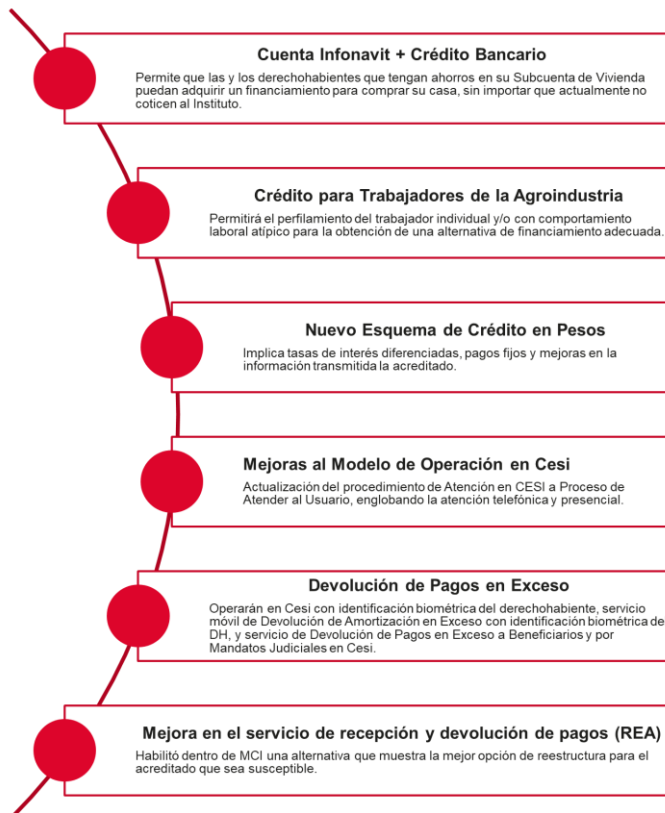 Cuenta Infonavit + Crédito Bancario
Permite que las y los derechohabientes que tengan ahorros en su Subcuenta de Vivienda
puedan adquirir un financiamiento para comprar su casa, sin importar que actualmente no
coticen al Instituto.
Crédito para Trabajadores de la Agroindustria
Permitirá el perfilamiento del trabajador individual y/o con comportamiento
laboral atípico para la obtención de una alternativa de financiamiento adecuada.
Nuevo Esquema de Crédito en Pesos
Implica tasas de interés diferenciadas, pagos fijos y mejoras en la
información transmitida la acreditado.
Mejoras al Modelo de Operación en Cesi
Actualización del procedimiento de Atención en CESI a Proceso de
Atender al Usuario, englobando la atención telefónica y presencial.
Devolución de Pagos en Exceso
Operarán en Cesi con identificación biométrica del derechohabiente, servicio
móvil de Devolución de Amortización en Exceso con identificación biométrica de
DH, y servicio de Devolución de Pagos en Exceso a Beneficiarios y por
Mandatos Judiciales en Cesi.
Mejora en el servicio de recepción y devolución de pagos (REA)
Habilitó dentro de MCI una alternativa que muestra la mejor opción de reestructura para el
acreditado que sea susceptible.